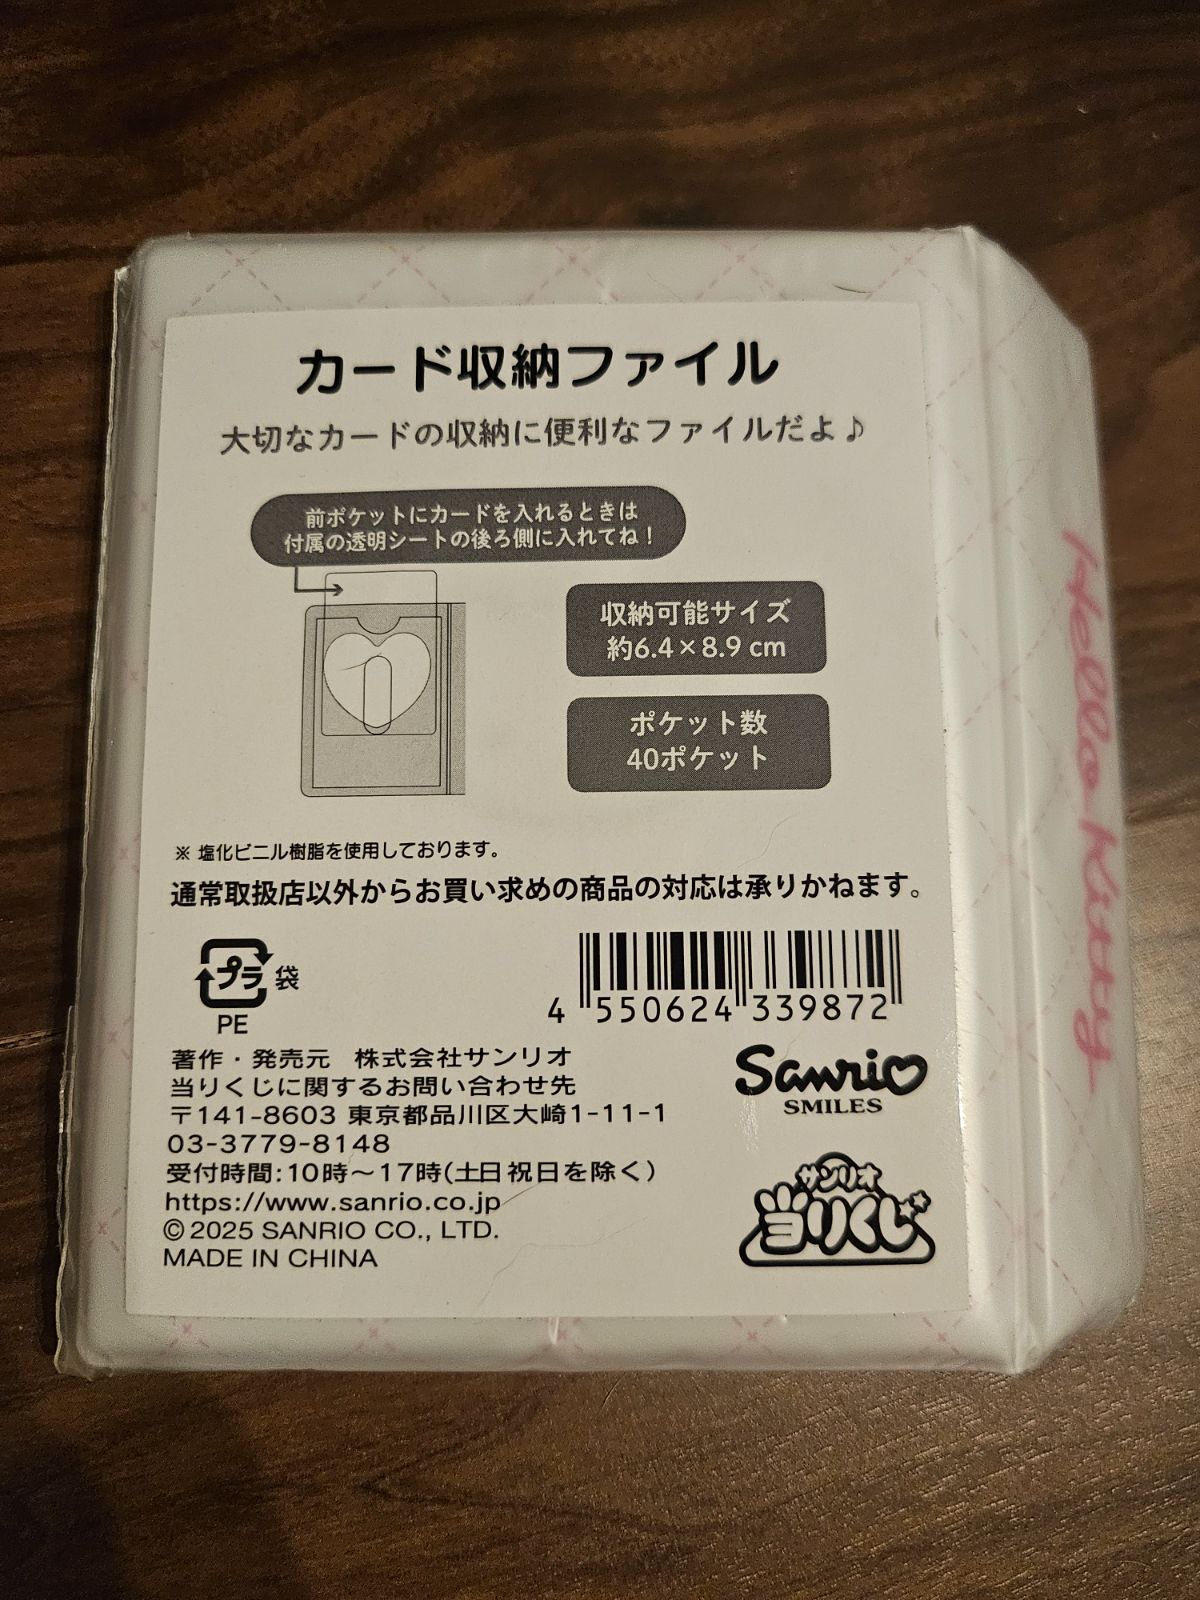 カード収納ファイル
大切なカードの収納に便利なファイルだよ♪
前ポケットにカードを入れるときは
付属の透明シートの後ろ側に入れてね！
収納可能サイズ
約6.4×8.9 cm
ポケット数
40ポケット
※ 塩化ビニル樹脂を使用しております。
通常取扱店以外からお買い求めの商品の対応は承りかねます。
プラ 袋
PE
4 550624 339872
著作・発売元　株式会社サンリオ
当りくじに関するお問い合わせ先
〒141-8603 東京都品川区大崎1-11-1
03-3779-8148
受付時間:10時〜17時(土日祝日を除く)
https://www.sanrio.co.jp
© 2025 SANRIO CO., LTD.
MADE IN CHINA
Sanrio
SMILES
サンリオ
当りくじ
Hello Kitty